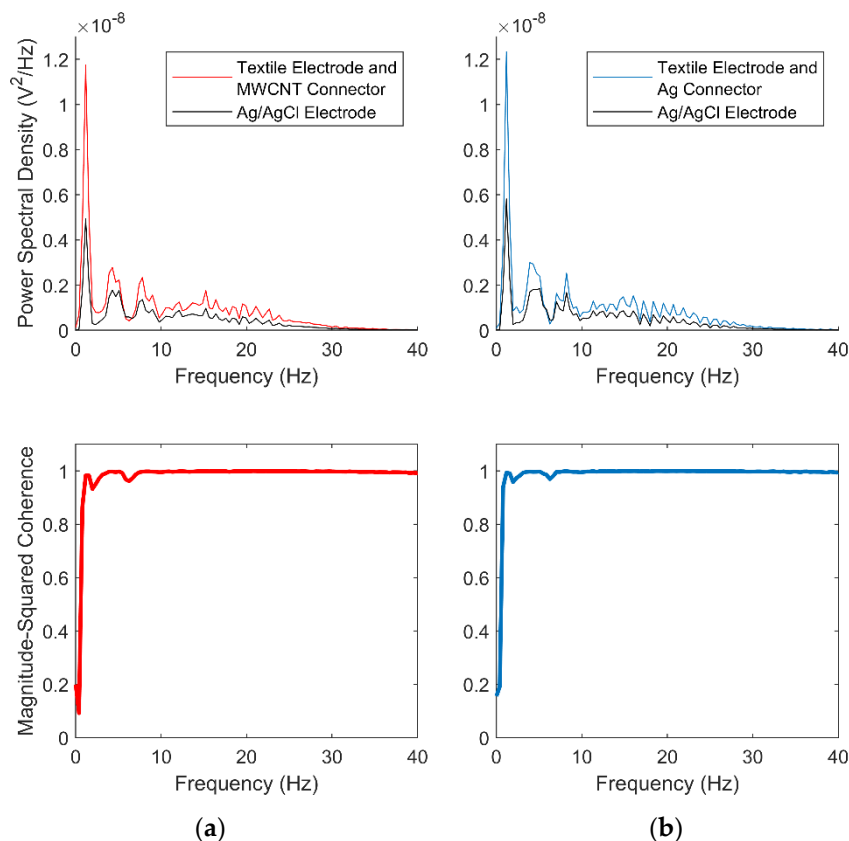 ×10⁻⁸
1.2
1
0.8
0.6
0.4
0.2
0
Power Spectral Density (V²/Hz)
Textile Electrode and
MWCNT Connector
Ag/AgCl Electrode
0 10 20 30 40
Frequency (Hz)
×10⁻⁸
1.2
1
0.8
0.6
0.4
0.2
0
Textile Electrode and
Ag Connector
Ag/AgCl Electrode
0 10 20 30 40
Frequency (Hz)
1
0.8
0.6
0.4
0.2
0
Magnitude-Squared Coherence
0 10 20 30 40
Frequency (Hz)
(a)
1
0.8
0.6
0.4
0.2
0
0 10 20 30 40
Frequency (Hz)
(b)